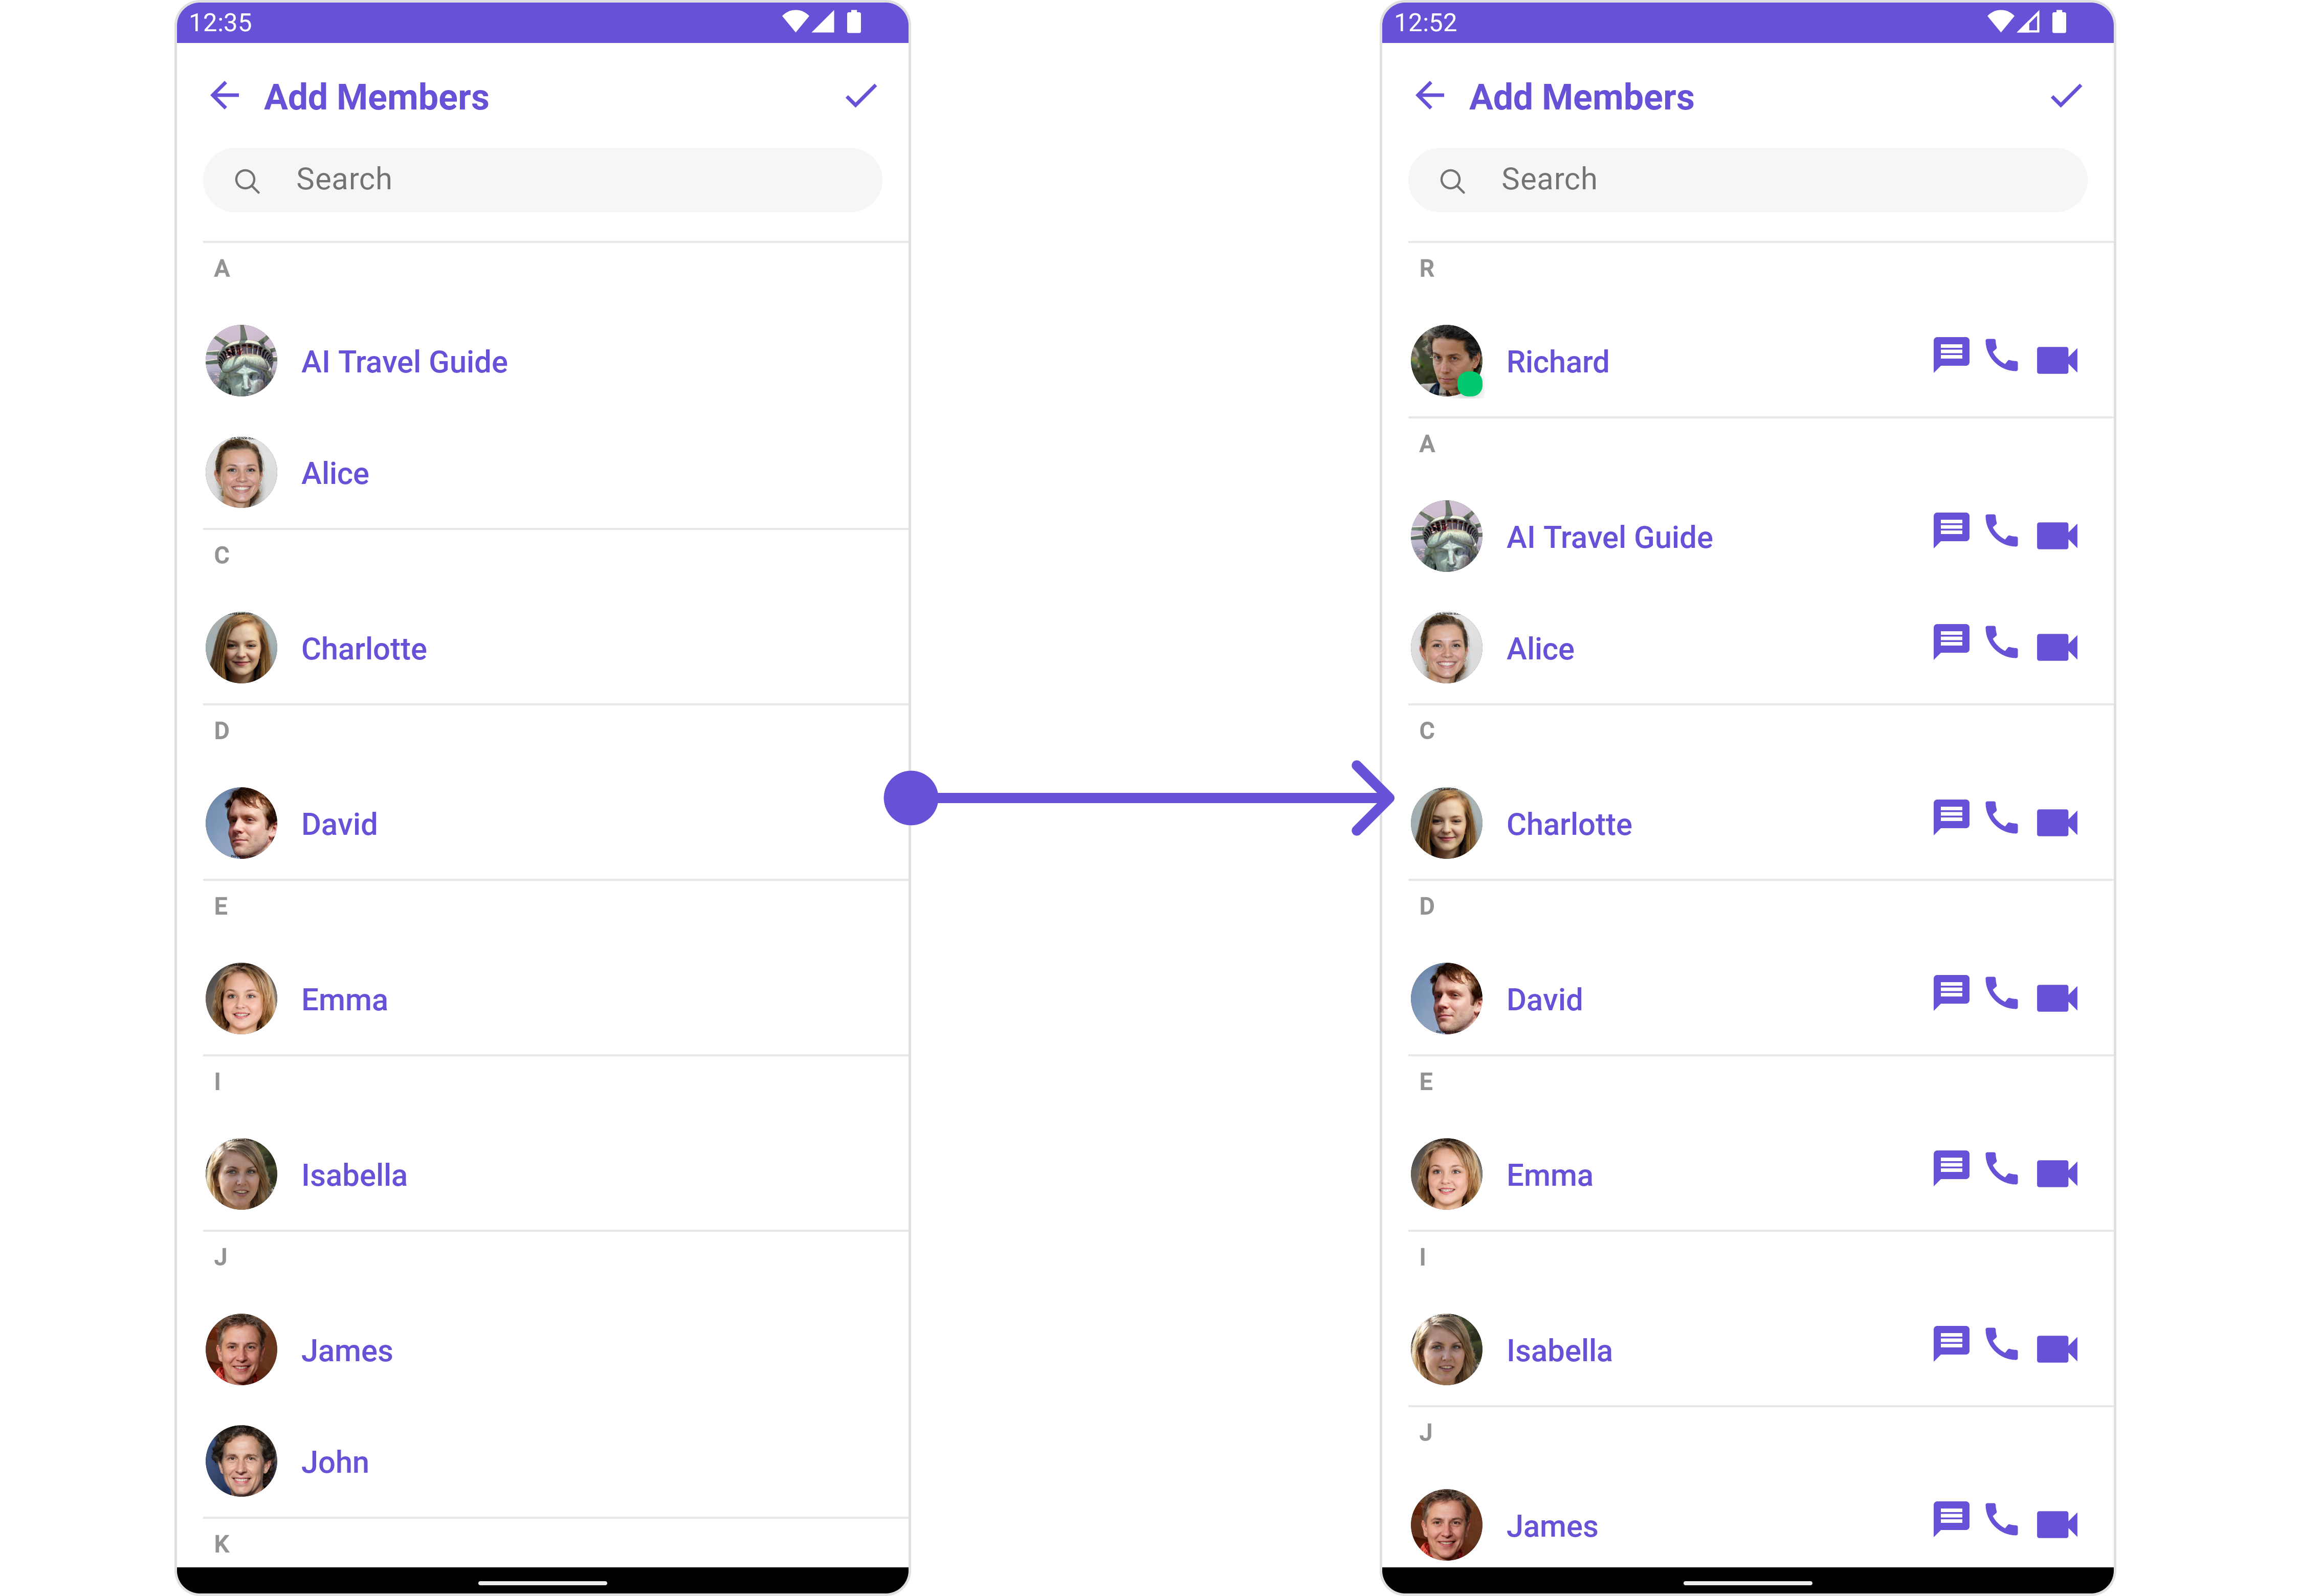 12:35
Add Members
Search
A
AI Travel Guide
Alice
C
Charlotte
D
David
E
Emma
I
Isabella
J
James
John
K
12:52
Add Members
Search
R
Richard
A
AI Travel Guide
Alice
C
Charlotte
D
David
E
Emma
I
Isabella
J
James